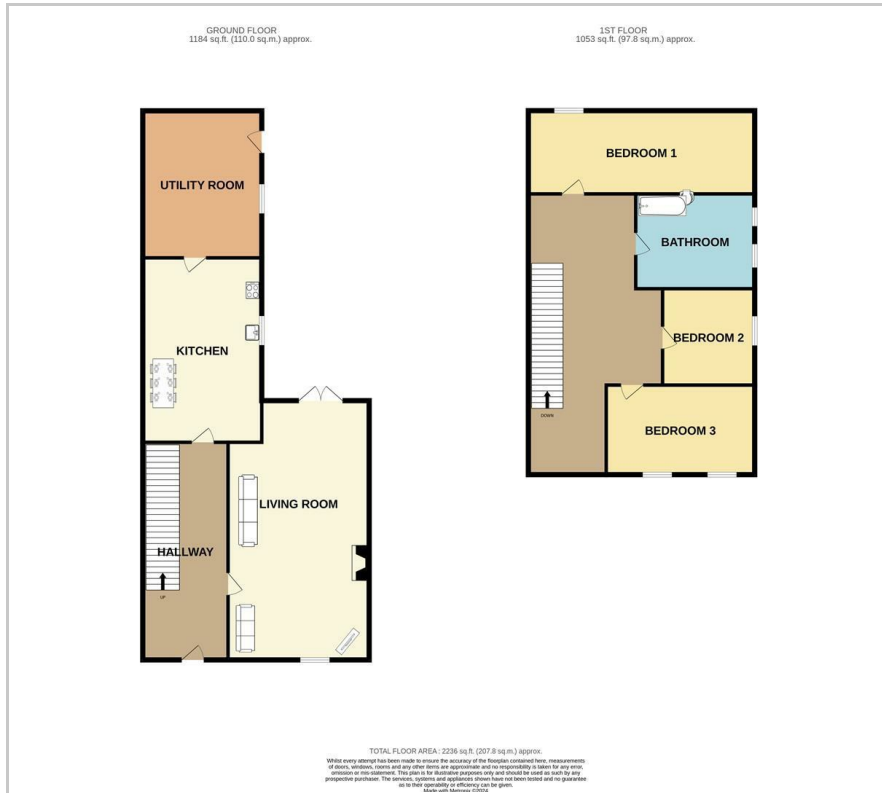 GROUND FLOOR
1184 sq.ft. (110.0 sq.m.) approx.
1ST FLOOR
1053 sq.ft. (97.8 sq.m.) approx.
UTILITY ROOM
KITCHEN
LIVING ROOM
HALLWAY
UP
BEDROOM 1
BATHROOM
BEDROOM 2
DOWN
BEDROOM 3
TOTAL FLOOR AREA : 2236 sq.ft. (207.8 sq.m.) approx.
Whilst every attempt has been made to ensure the accuracy of the floorplan contained here, measurements
of doors, windows, rooms and any other items are approximate and no responsibility is taken for any error,
omission or mis-statement. This plan is for illustrative purposes only and should be used as such by any
prospective purchaser. The services, systems and appliances shown have not been tested and no guarantee
as to their operability or efficiency can be given.
Made with Metropix ©2024